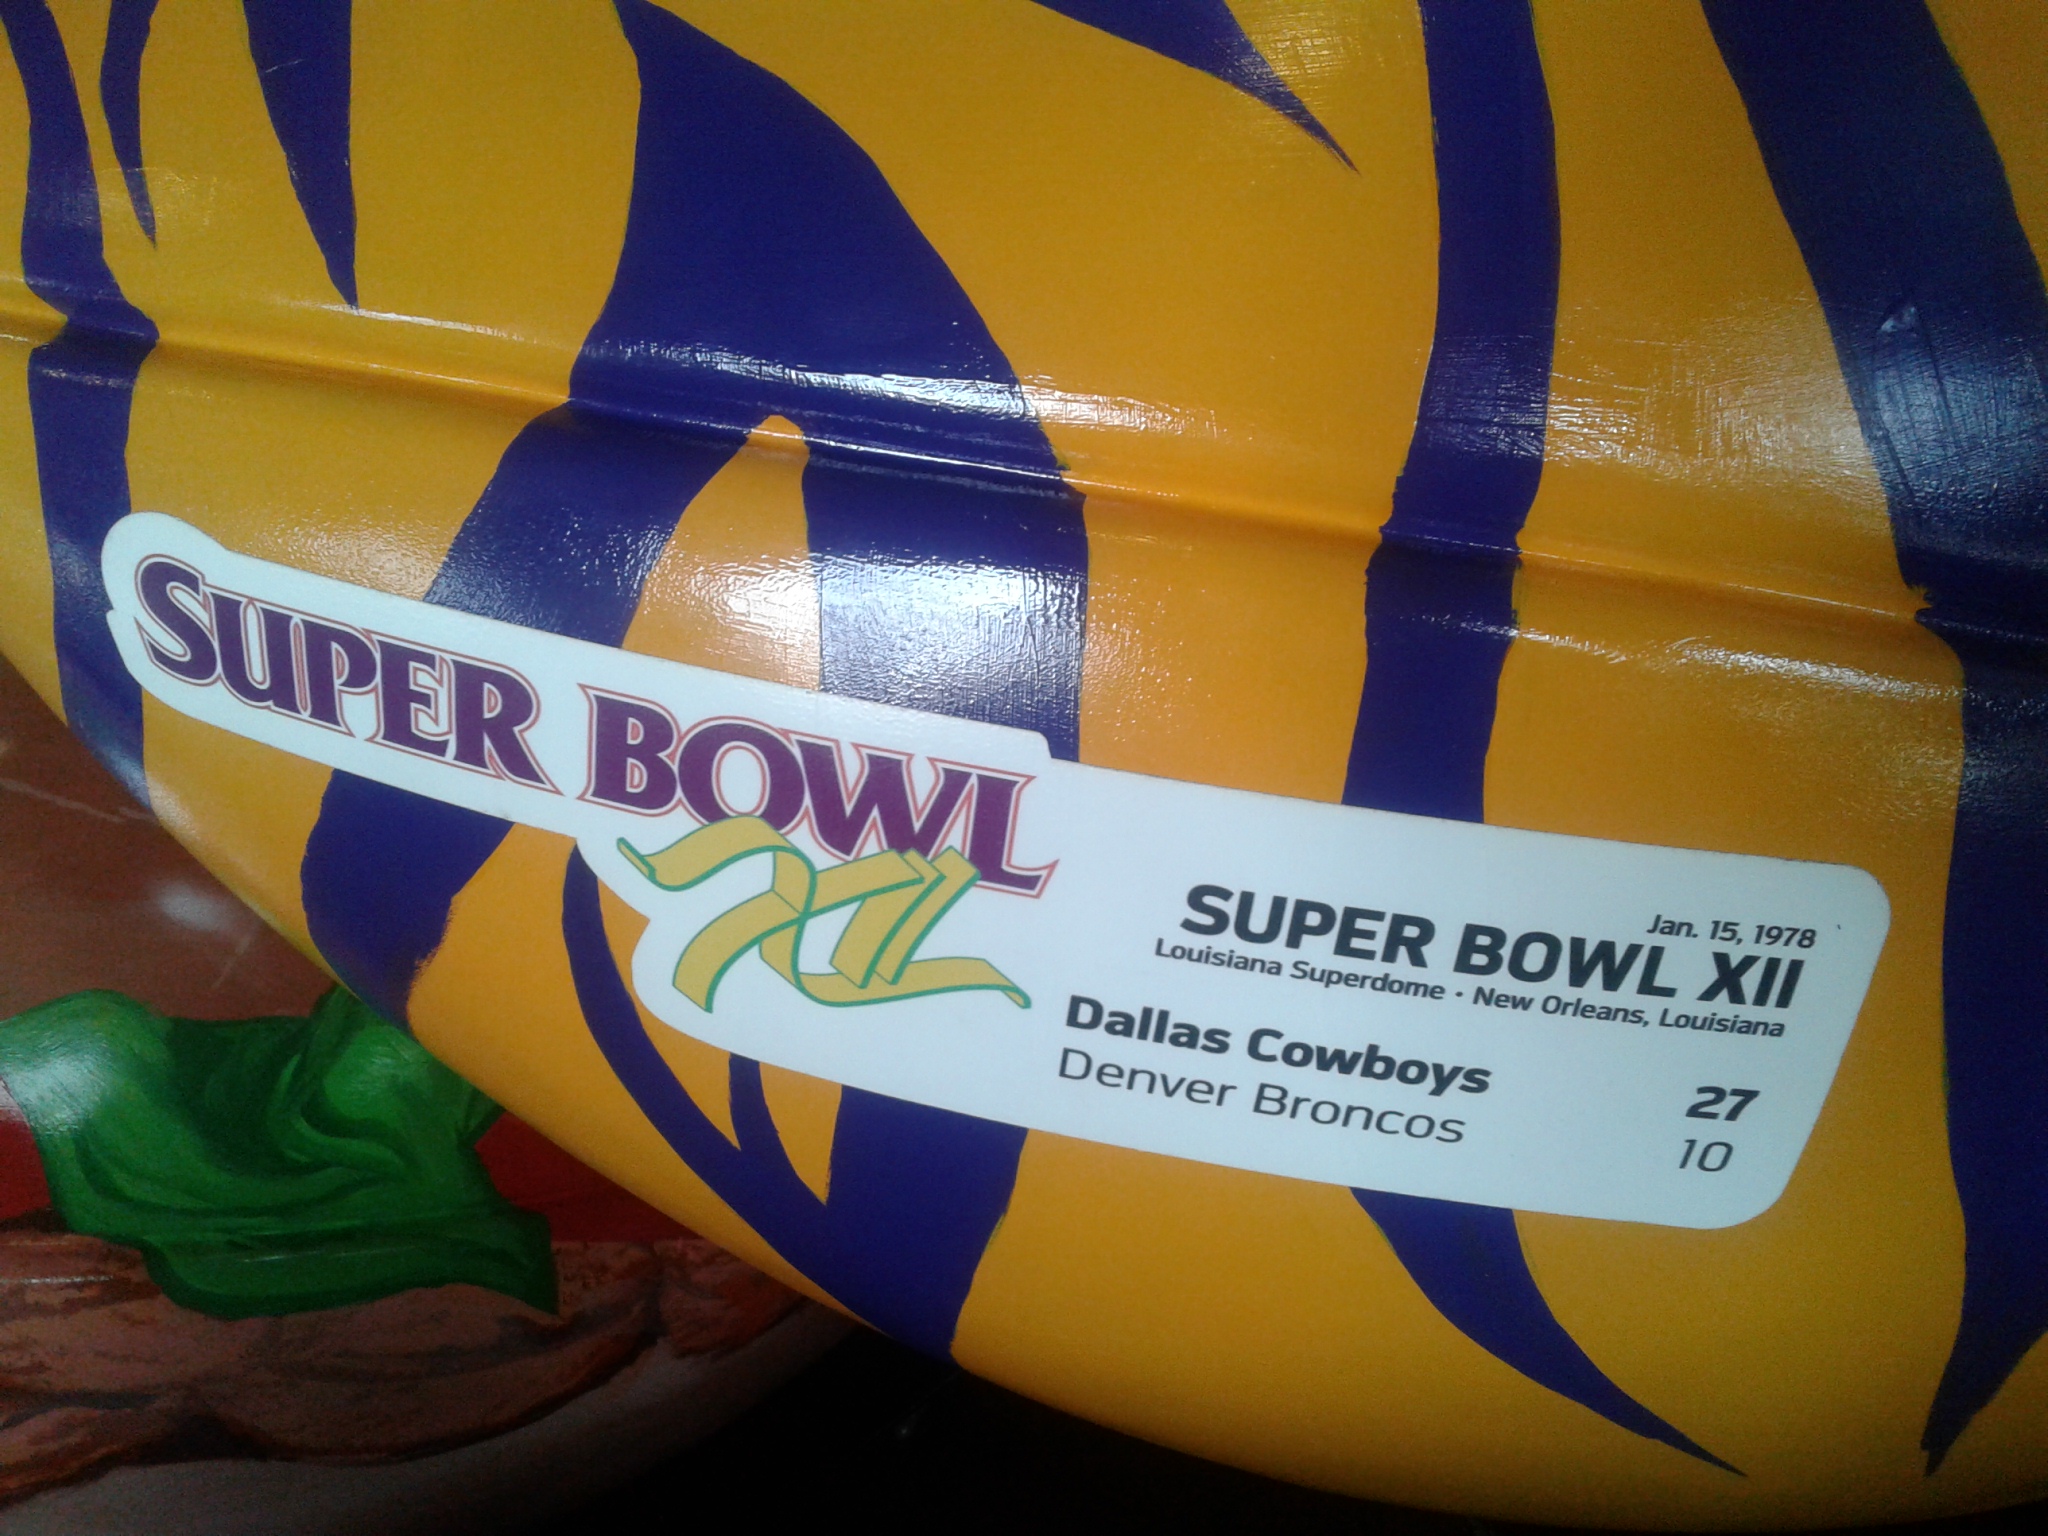 SUPER BOWL
XII
Jan. 15, 1978
SUPER BOWL XII
Louisiana Superdome • New Orleans, Louisiana
Dallas Cowboys 27
Denver Broncos 10